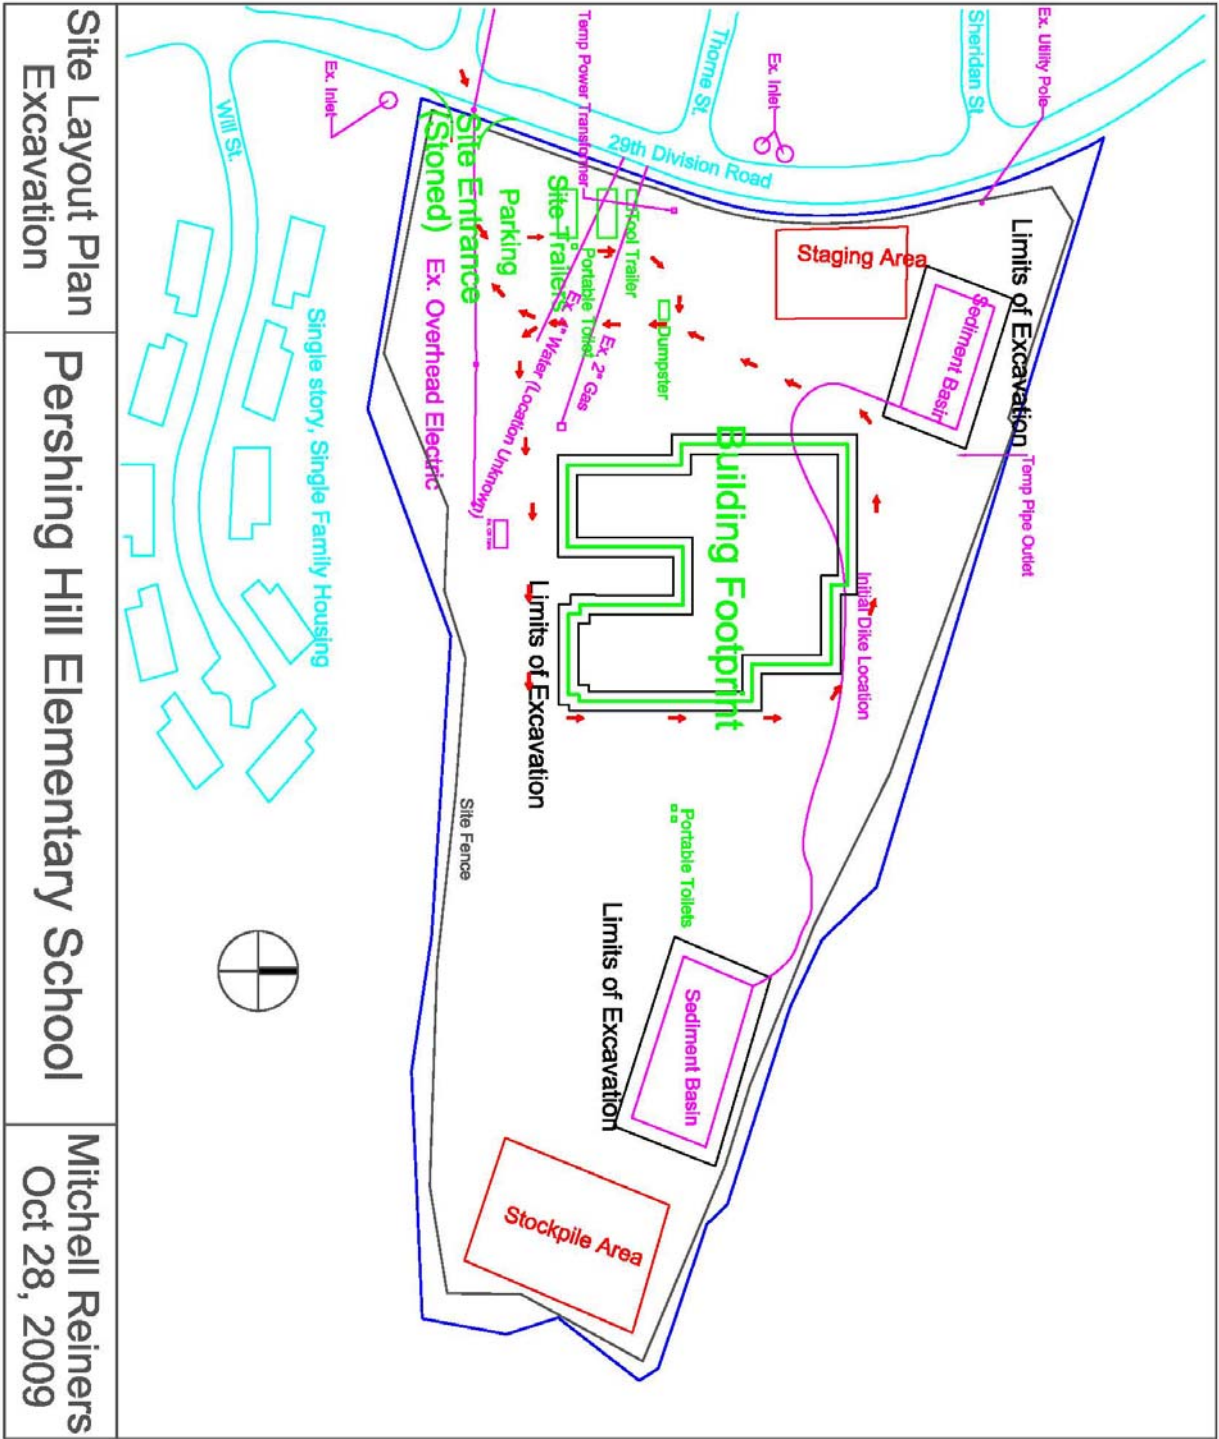 Site Layout Plan
Excavation
Pershing Hill Elementary School
Mitchell Reiners
Oct 28, 2009
Ex. Utility Pole
Sheridan St.
Thorne St.
Ex. Inlet
29th Division Road
Temp Power Transformer
Ex. Inlet
Will St.
Site Entrance
(Stoned)
Parking
Site Trailers
Tool Trailer
Portable Toilet
Dumpster
Staging Area
Sediment Basin
Limits of Excavation
Temp Pipe Outlet
Ex. 2" Gas
Ex. 4" Water (Location Unknown)
Ex. Overhead Electric
Single story, Single Family Housing
Building Footprint
Initial Dike Location
Limits of Excavation
Site Fence
Portable Toilets
Limits of Excavation
Sediment Basin
Stockpile Area